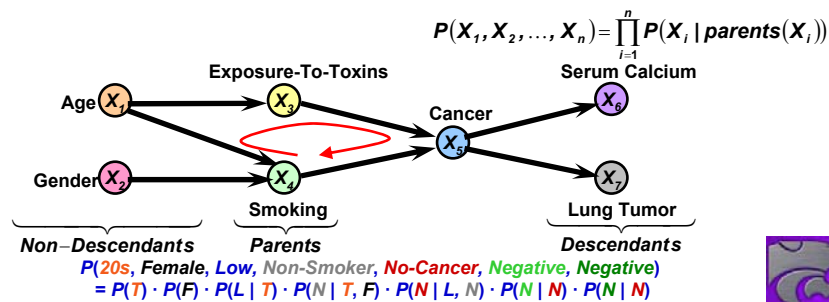 P(X₁, X₂, …, Xₙ) = ∏ⁿᵢ₌₁ P(Xᵢ | parents(Xᵢ))
Exposure-To-Toxins
Serum Calcium
Age X₁
X₃
Cancer
X₆
X₅
Gender X₂
X₄
X₇
Smoking
Lung Tumor
Non–Descendants
Parents
Descendants
P(20s, Female, Low, Non-Smoker, No-Cancer, Negative, Negative)
= P(T) · P(F) · P(L | T) · P(N | T, F) · P(N | L, N) · P(N | N) · P(N | N)